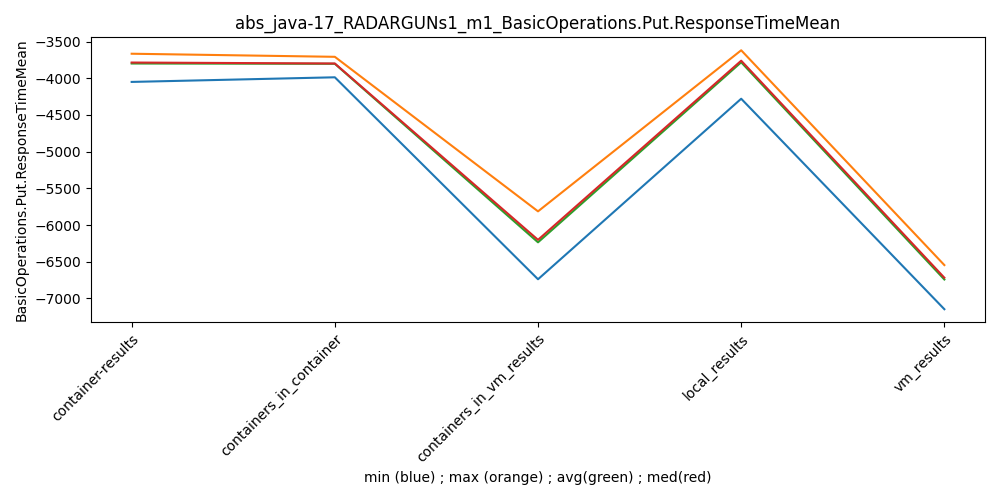 abs_java-17_RADARGUNs1_m1_BasicOperations.Put.ResponseTimeMean
BasicOperations.Put.ResponseTimeMean
−3500
−4000
−4500
−5000
−5500
−6000
−6500
−7000
container-results
containers_in_container
containers_in_vm_results
local_results
vm_results
min (blue) ; max (orange) ; avg(green) ; med(red)